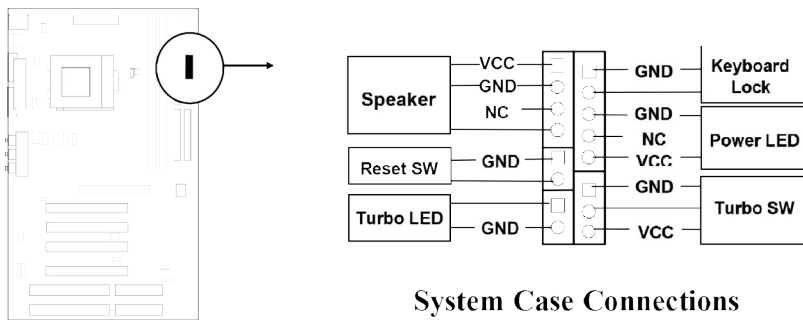 VCC
GND
NC
Speaker
GND
Reset SW
GND
Turbo LED
GND
Keyboard
Lock
GND
NC
VCC
Power LED
GND
VCC
Turbo SW
System Case Connections